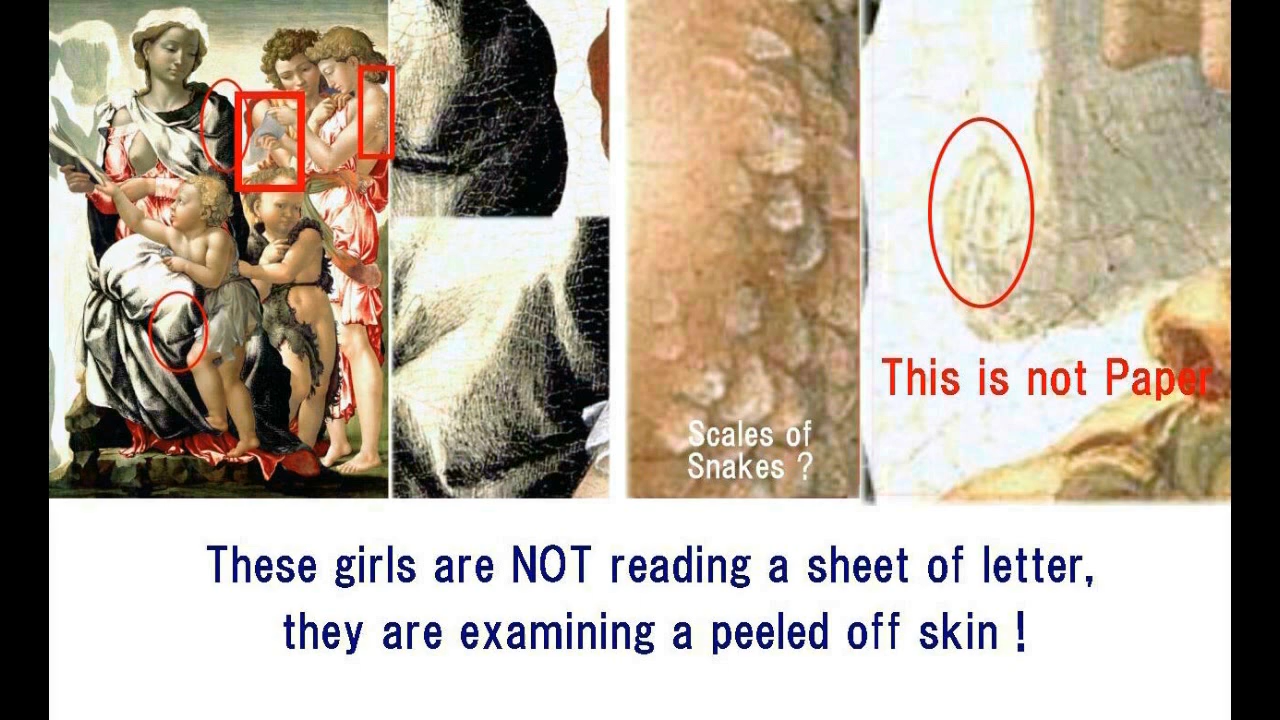 Scales of
Snakes ?
This is not Paper
These girls are NOT reading a sheet of letter,
they are examining a peeled off skin !